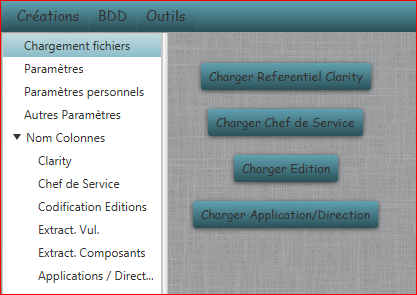 Créations BDD Outils
Chargement fichiers
Paramètres
Paramètres personnels
Autres Paramètres
Nom Colonnes
Clarity
Chef de Service
Codification Editions
Extract. Vul.
Extract. Composants
Applications / Direct...
Charger Referentiel Clarity
Charger Chef de Service
Charger Edition
Charger Application/Direction